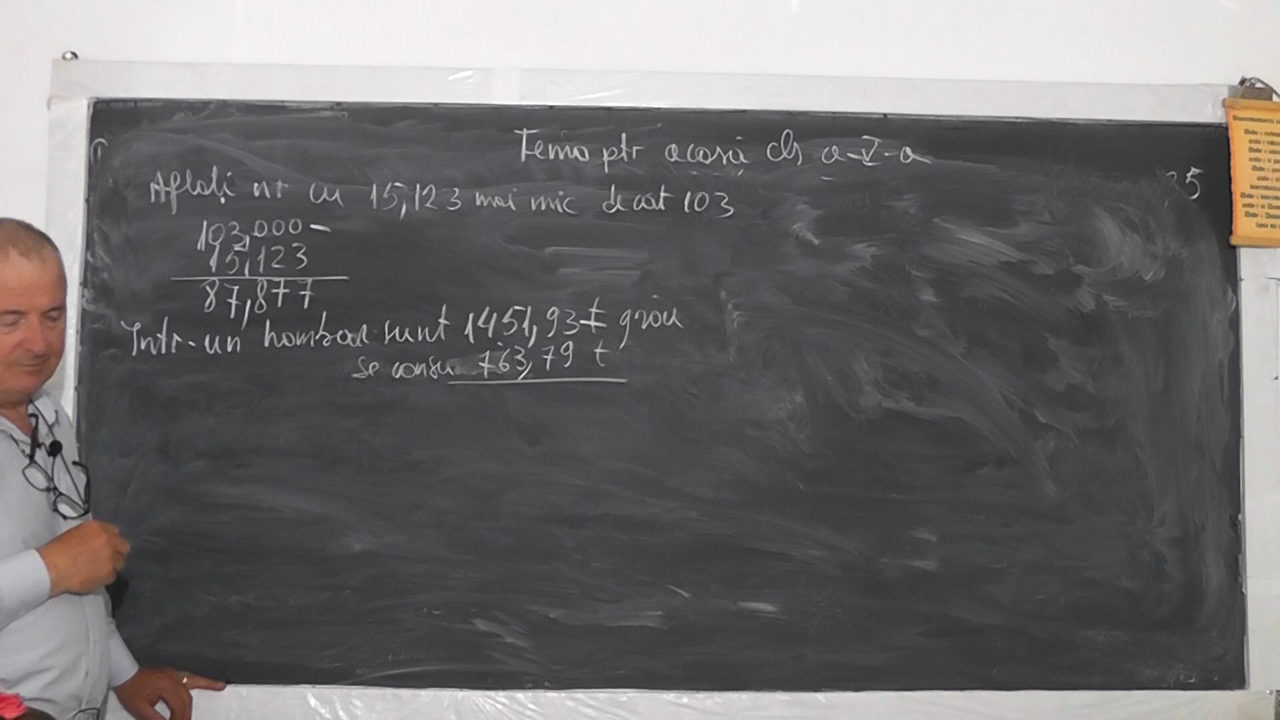 Tema ptr acasă cls a-V-a
Aflați nr cu 15,123 mai mic decât 103
103,000 -
15,123
87,877
Într-un hambar sunt 1451,93 t grâu
se consu 763,79 t